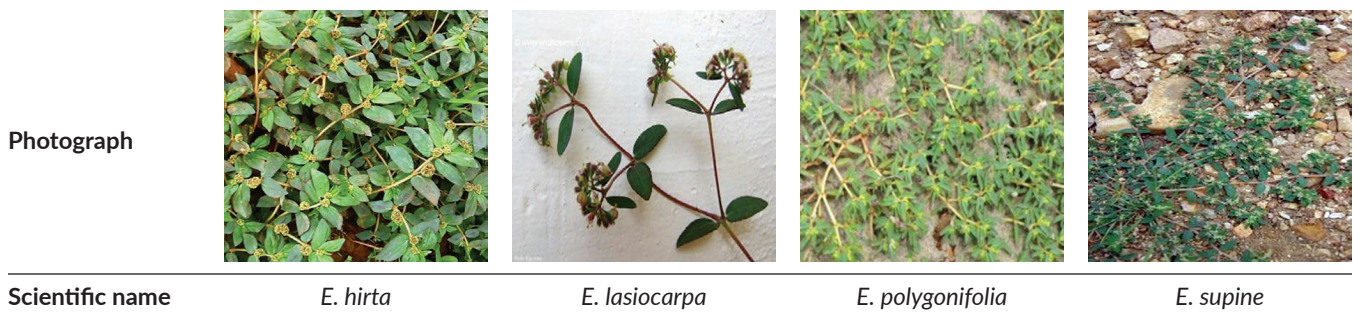 Photograph
Scientific name
E. hirta
E. lasiocarpa
E. polygonifolia
E. supine